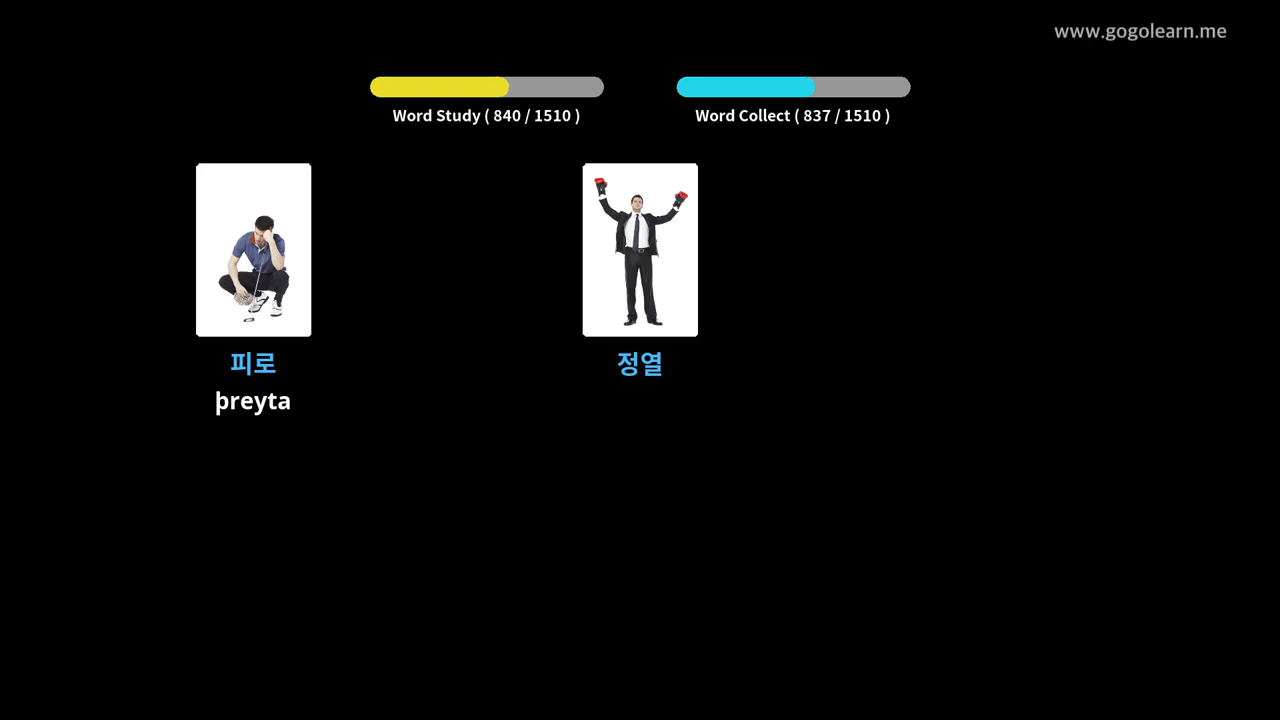 www.gogolearn.me
Word Study ( 840 / 1510 )
Word Collect ( 837 / 1510 )
피로
þreyta
정열